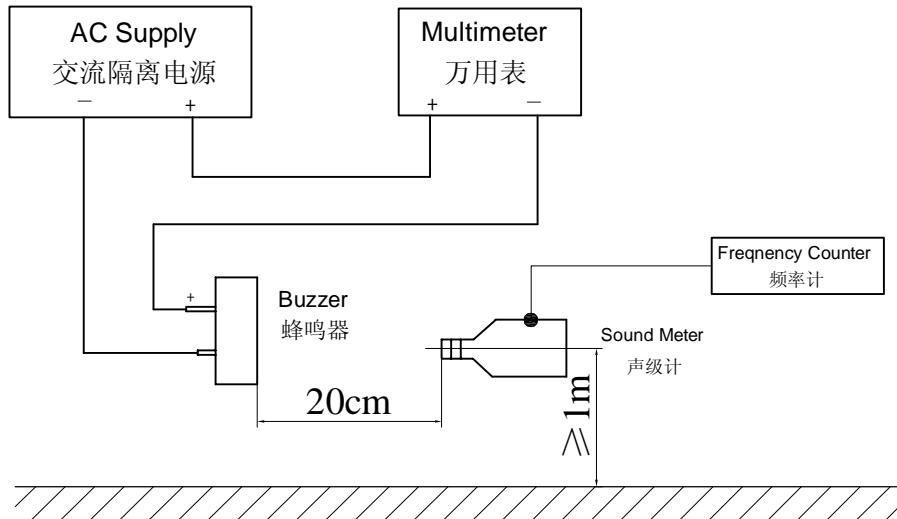 AC Supply
交流隔离电源
－ +
Multimeter
万用表
+ －
Freqnency Counter
频率计
+
Buzzer
蜂鸣器
Sound Meter
声级计
20cm
≥1m